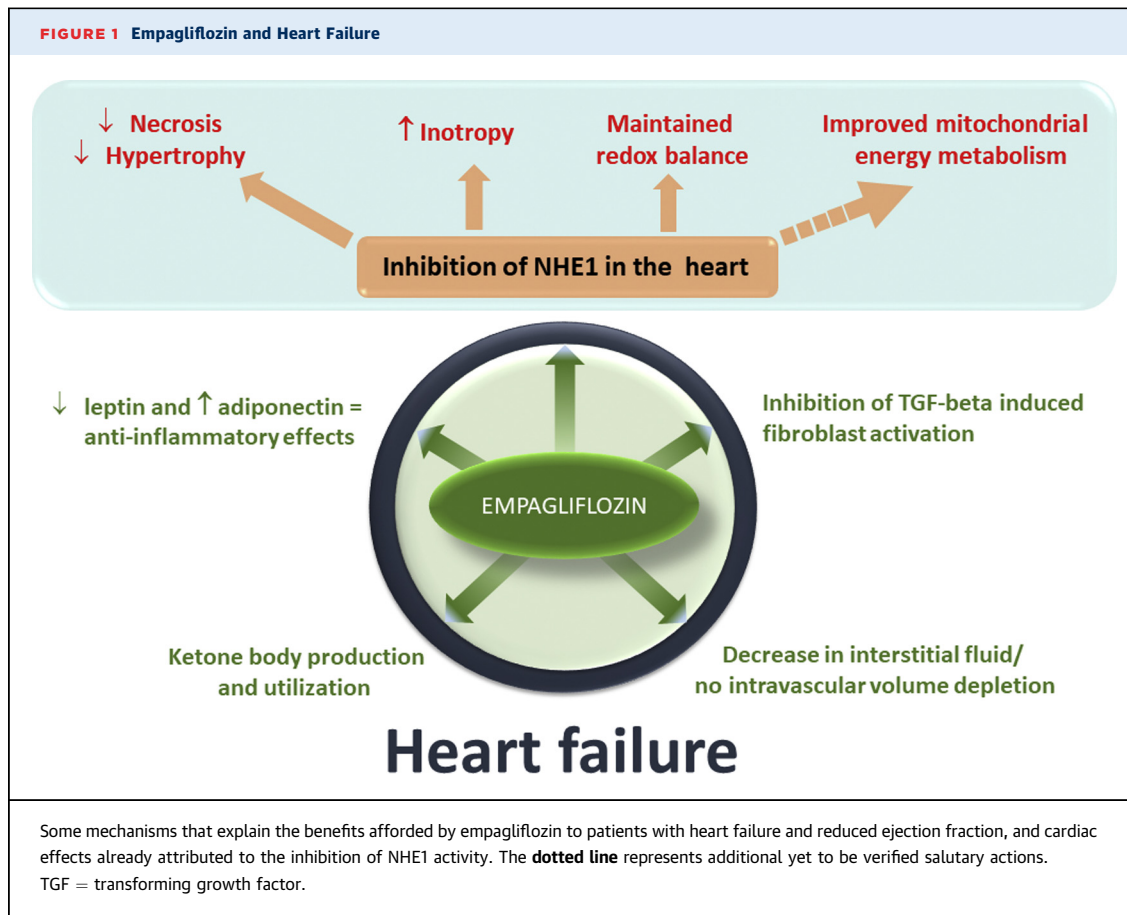 FIGURE 1 Empagliflozin and Heart Failure
↓ Necrosis
↓ Hypertrophy
↑ Inotropy
Maintained
redox balance
Improved mitochondrial
energy metabolism
Inhibition of NHE1 in the heart
↓ leptin and ↑ adiponectin =
anti-inflammatory effects
Inhibition of TGF-beta induced
fibroblast activation
EMPAGLIFLOZIN
Ketone body production
and utilization
Decrease in interstitial fluid/
no intravascular volume depletion
Heart failure
Some mechanisms that explain the benefits afforded by empagliflozin to patients with heart failure and reduced ejection fraction, and cardiac
effects already attributed to the inhibition of NHE1 activity. The dotted line represents additional yet to be verified salutary actions.
TGF = transforming growth factor.